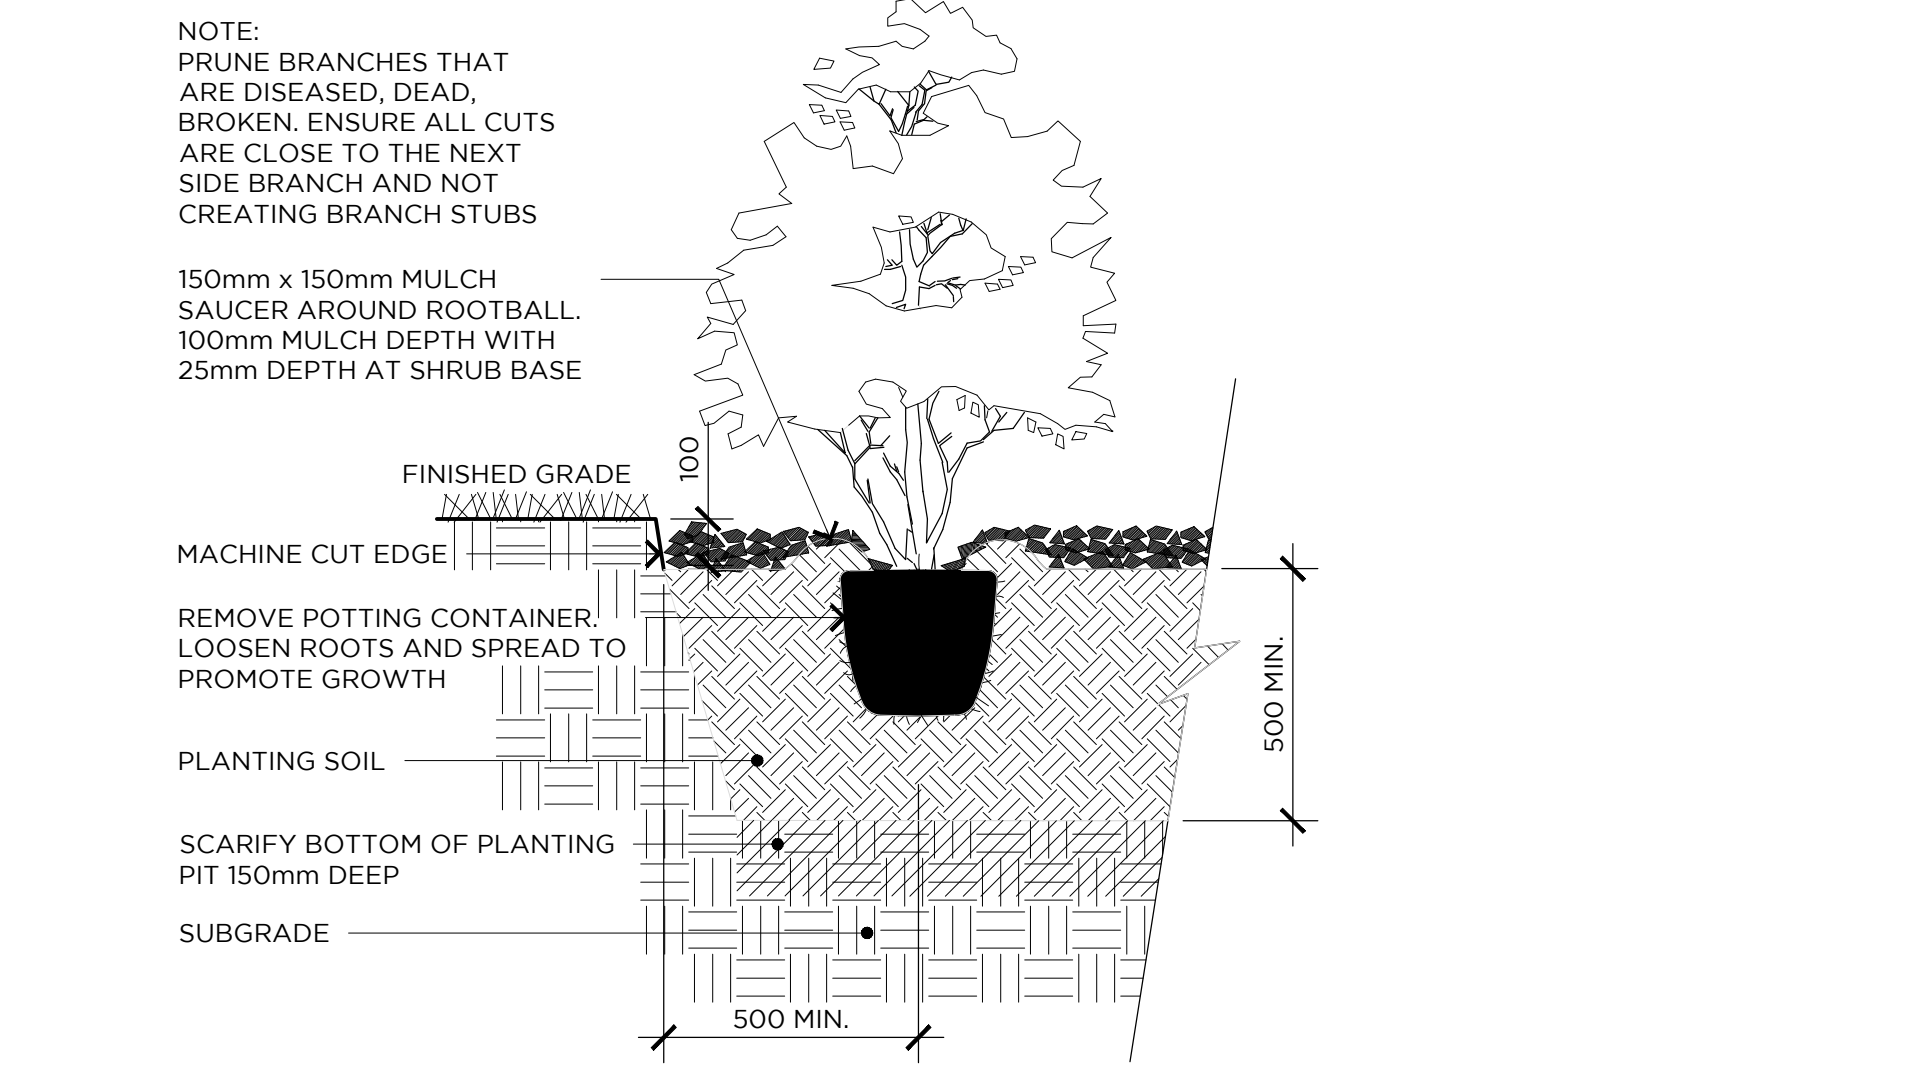 NOTE:
PRUNE BRANCHES THAT
ARE DISEASED, DEAD,
BROKEN. ENSURE ALL CUTS
ARE CLOSE TO THE NEXT
SIDE BRANCH AND NOT
CREATING BRANCH STUBS
150mm x 150mm MULCH
SAUCER AROUND ROOTBALL.
100mm MULCH DEPTH WITH
25mm DEPTH AT SHRUB BASE
100
FINISHED GRADE
MACHINE CUT EDGE
REMOVE POTTING CONTAINER.
LOOSEN ROOTS AND SPREAD TO
PROMOTE GROWTH
500 MIN.
PLANTING SOIL
SCARIFY BOTTOM OF PLANTING
PIT 150mm DEEP
SUBGRADE
500 MIN.